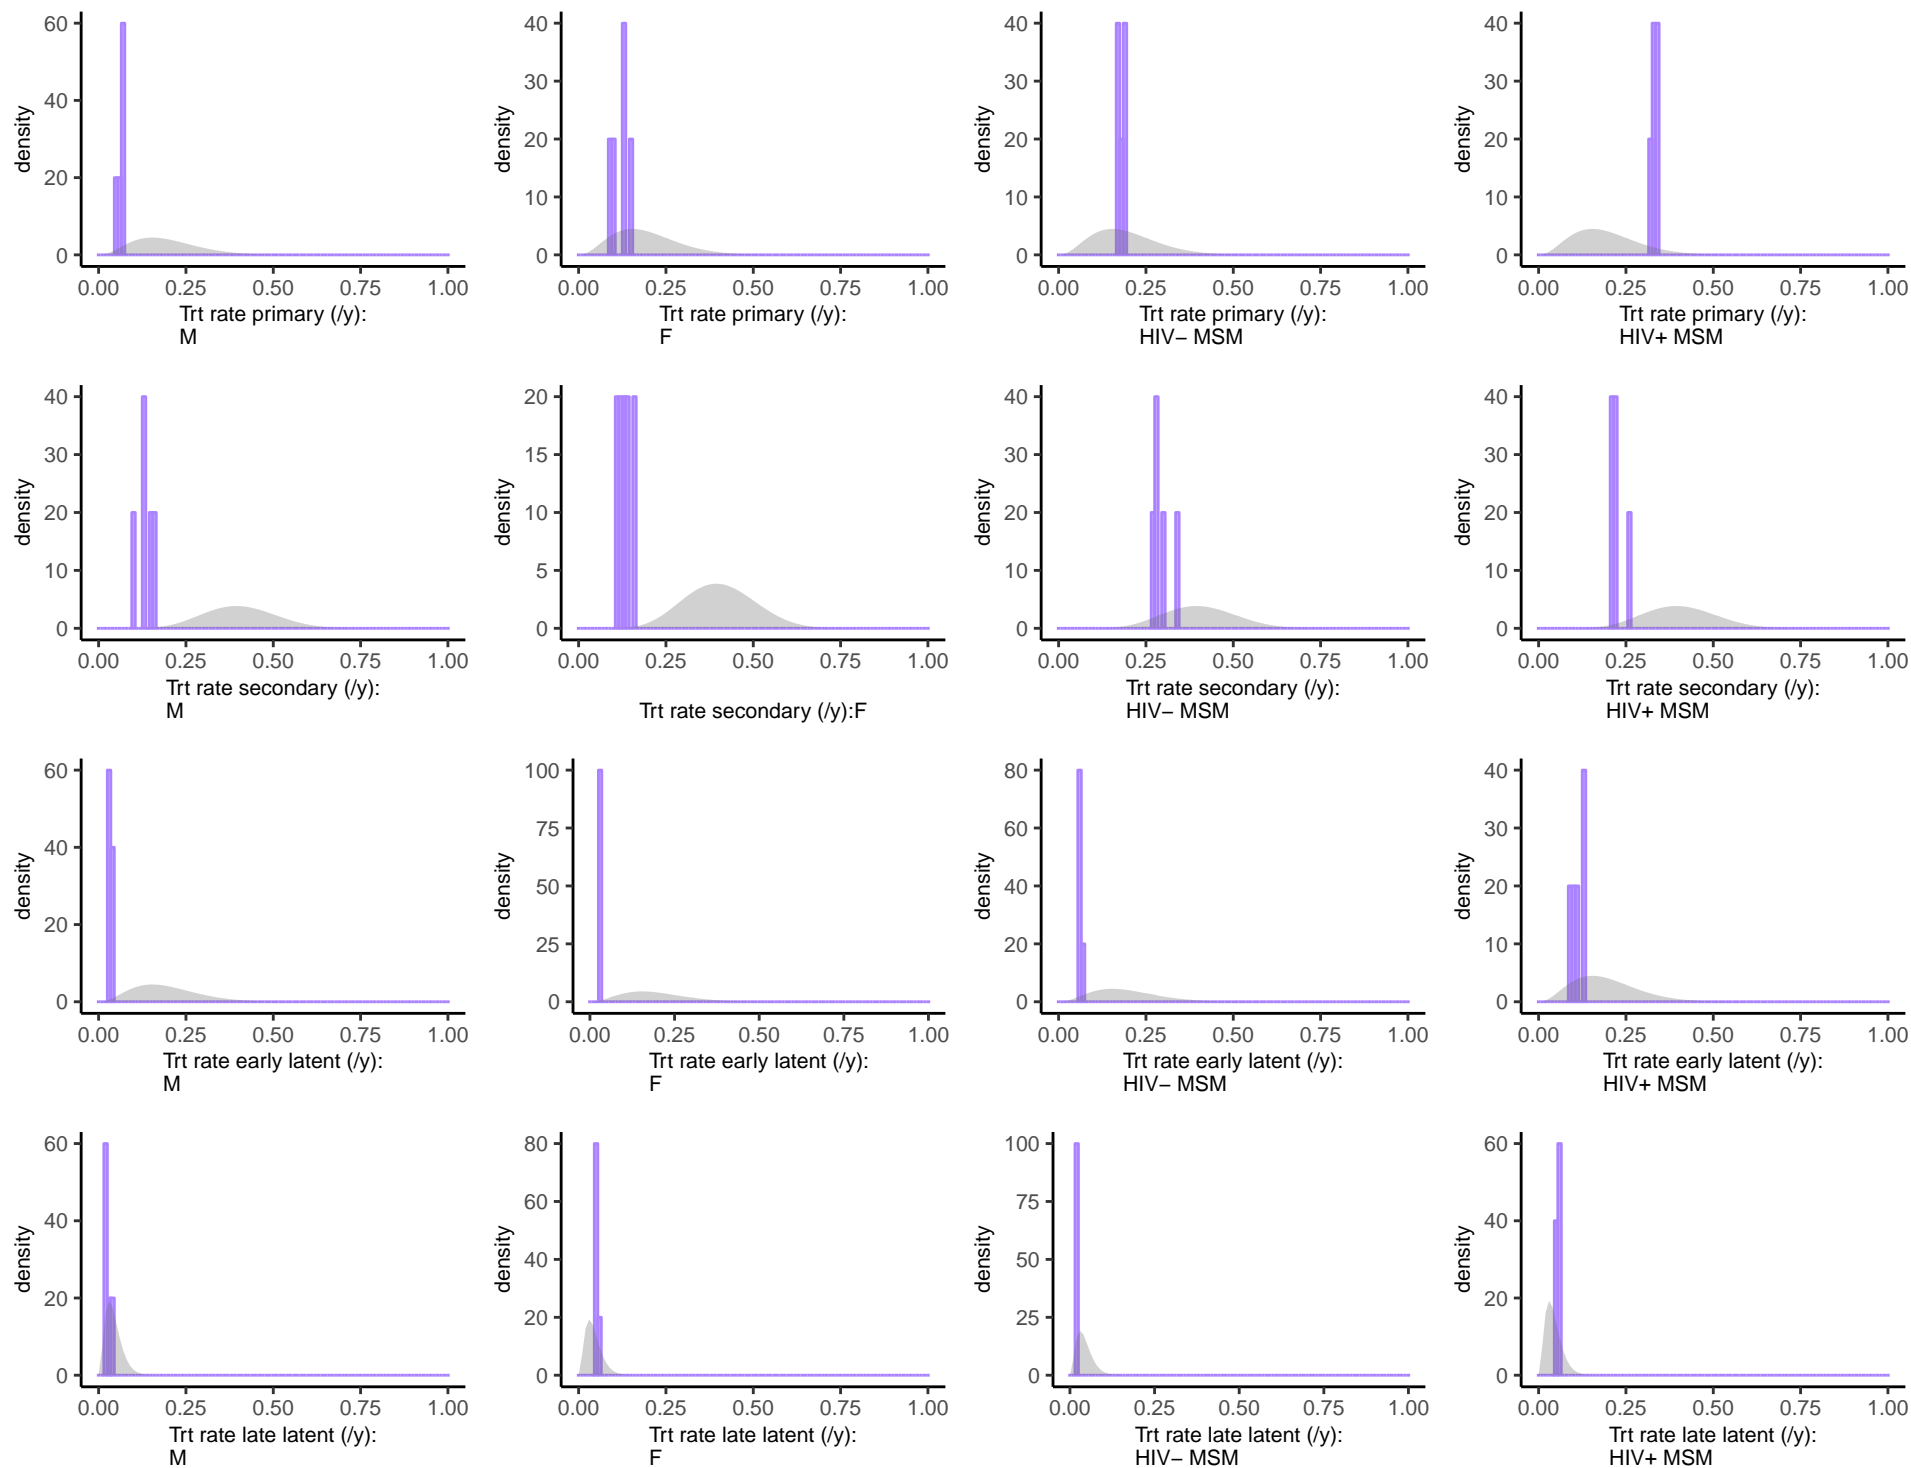 density
60
40
20
0
0.00 0.25 0.50 0.75 1.00
Trt rate primary (/y):
M
density
40
30
20
10
0
0.00 0.25 0.50 0.75 1.00
Trt rate primary (/y):
F
density
40
30
20
10
0
0.00 0.25 0.50 0.75 1.00
Trt rate primary (/y):
HIV− MSM
density
40
30
20
10
0
0.00 0.25 0.50 0.75 1.00
Trt rate primary (/y):
HIV+ MSM
density
40
30
20
10
0
0.00 0.25 0.50 0.75 1.00
Trt rate secondary (/y):
M
density
20
15
10
5
0
0.00 0.25 0.50 0.75 1.00
Trt rate secondary (/y):F
density
40
30
20
10
0
0.00 0.25 0.50 0.75 1.00
Trt rate secondary (/y):
HIV− MSM
density
40
30
20
10
0
0.00 0.25 0.50 0.75 1.00
Trt rate secondary (/y):
HIV+ MSM
density
60
40
20
0
0.00 0.25 0.50 0.75 1.00
Trt rate early latent (/y):
M
density
100
75
50
25
0
0.00 0.25 0.50 0.75 1.00
Trt rate early latent (/y):
F
density
80
60
40
20
0
0.00 0.25 0.50 0.75 1.00
Trt rate early latent (/y):
HIV− MSM
density
40
30
20
10
0
0.00 0.25 0.50 0.75 1.00
Trt rate early latent (/y):
HIV+ MSM
density
60
40
20
0
0.00 0.25 0.50 0.75 1.00
Trt rate late latent (/y):
M
density
80
60
40
20
0
0.00 0.25 0.50 0.75 1.00
Trt rate late latent (/y):
F
density
100
75
50
25
0
0.00 0.25 0.50 0.75 1.00
Trt rate late latent (/y):
HIV− MSM
density
60
40
20
0
0.00 0.25 0.50 0.75 1.00
Trt rate late latent (/y):
HIV+ MSM